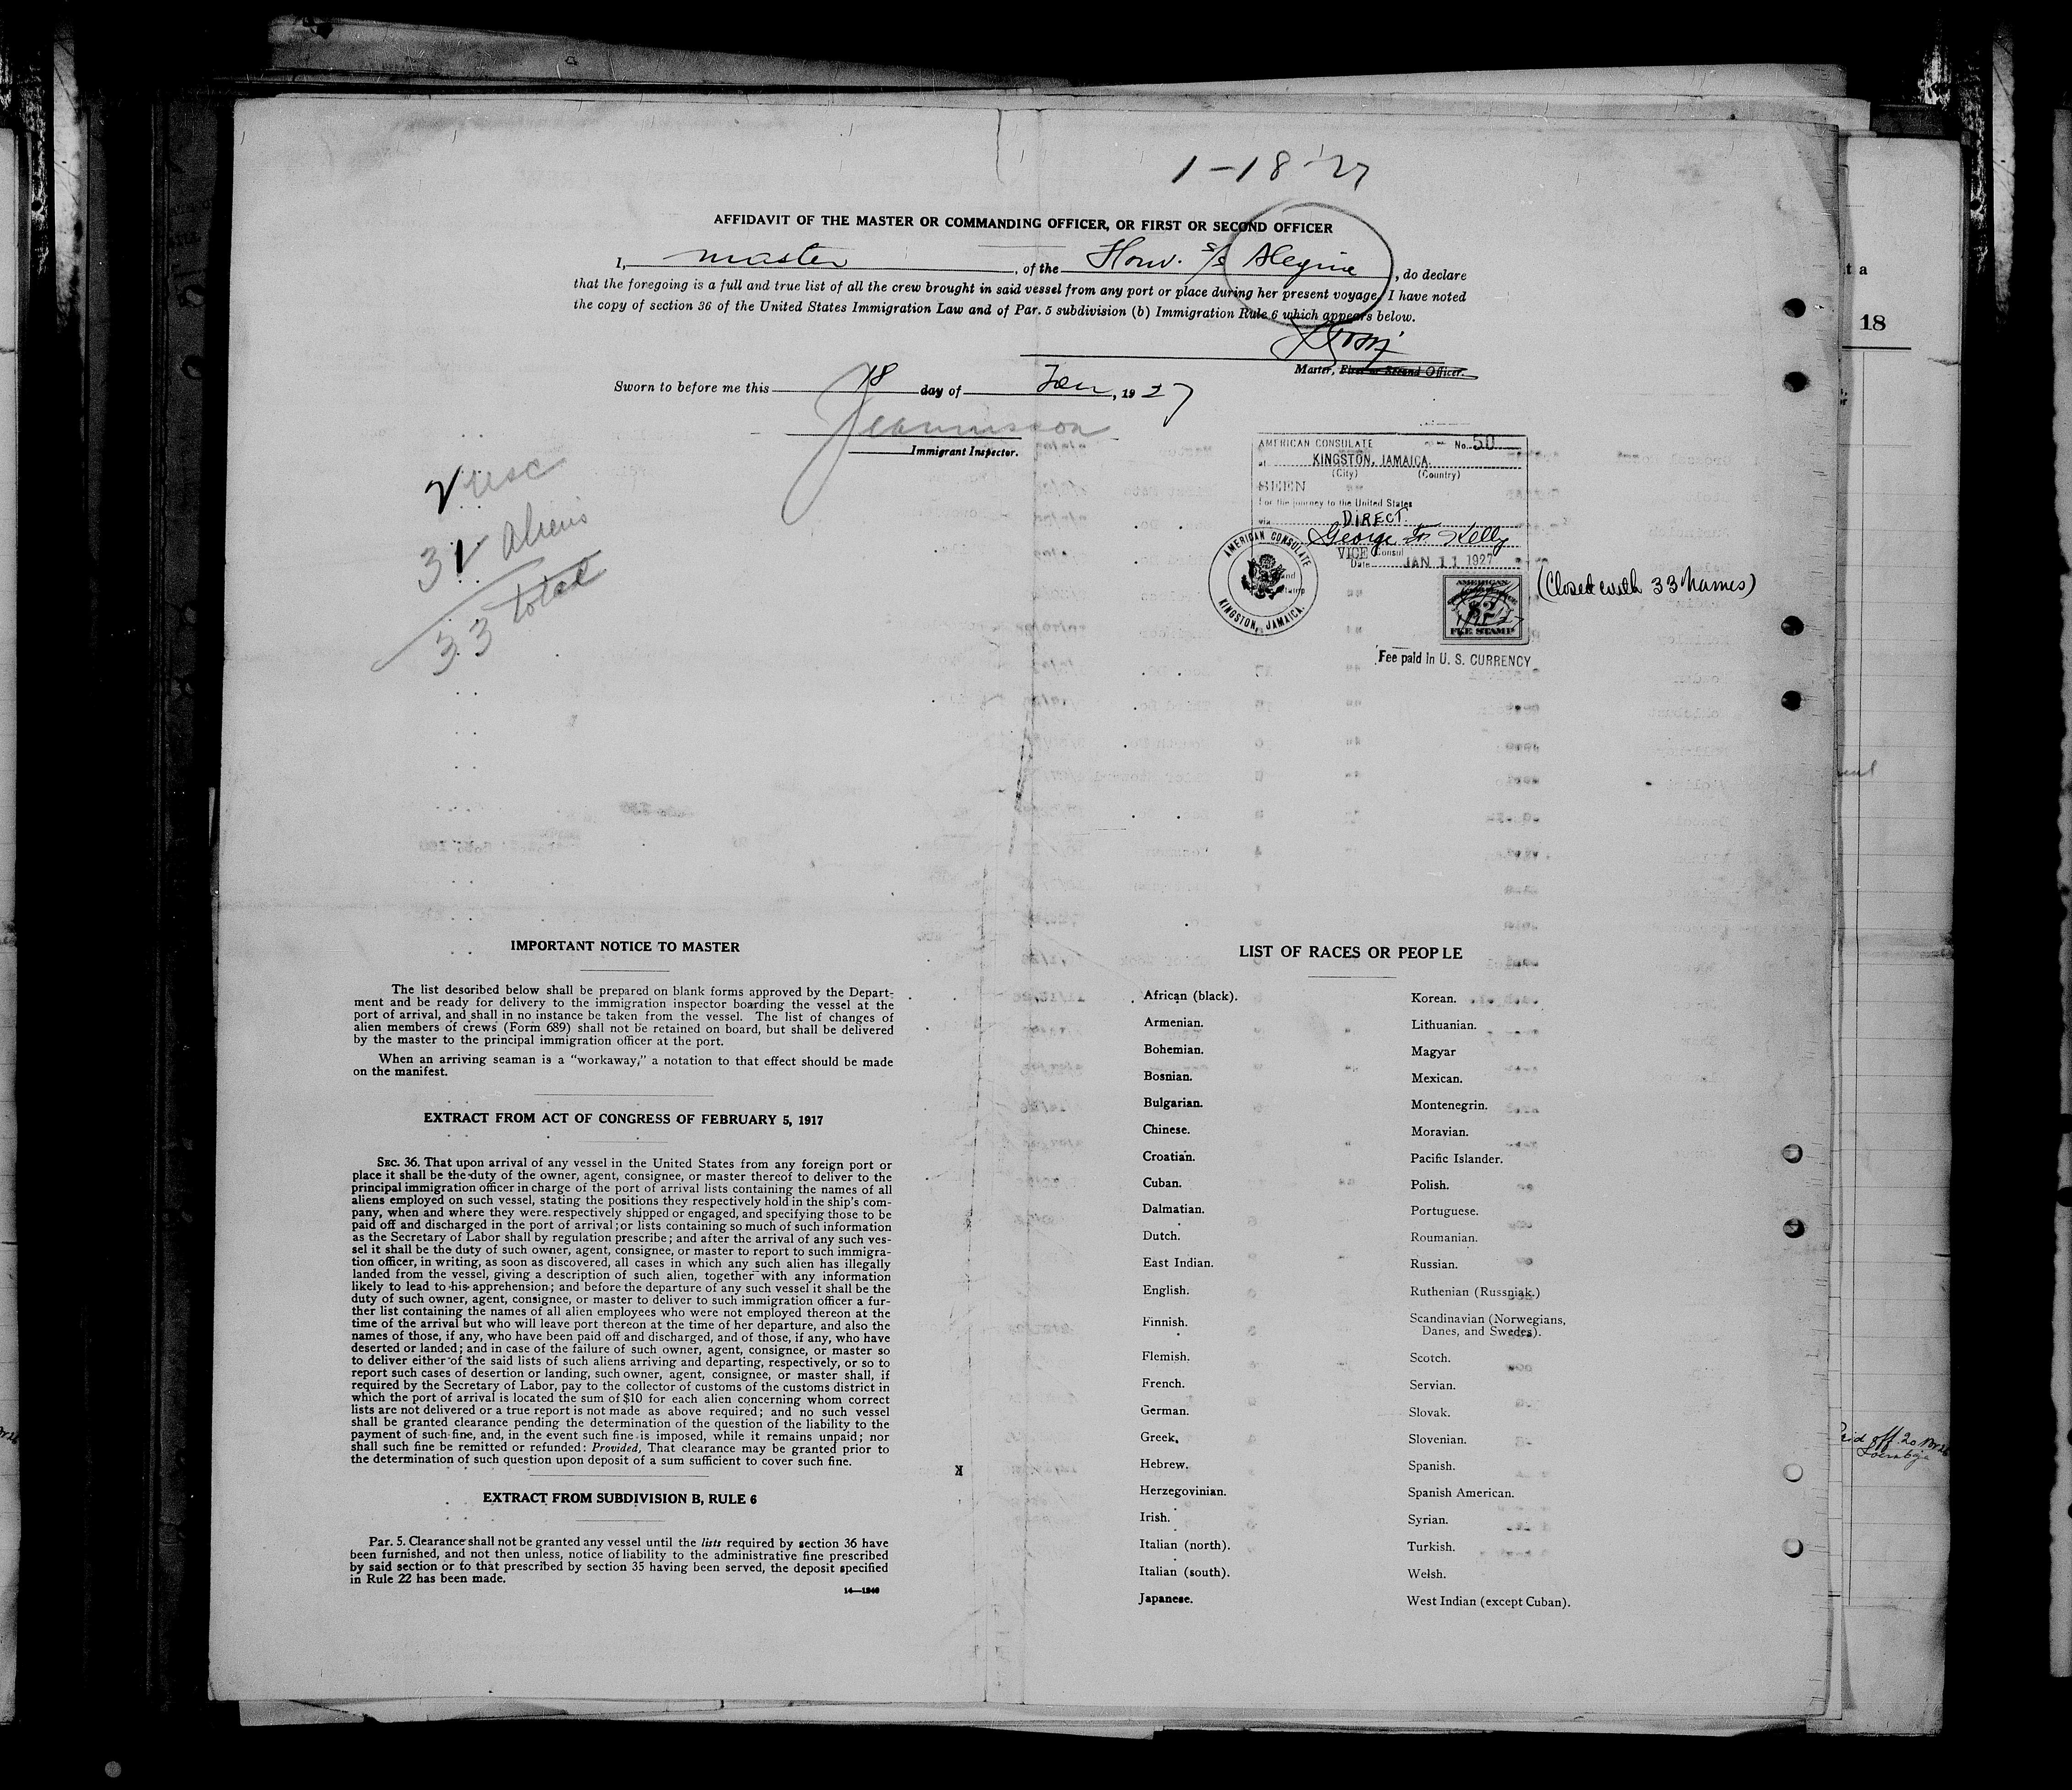 1-18-27
AFFIDAVIT OF THE MASTER OR COMMANDING OFFICER, OR FIRST OR SECOND OFFICER
I, master, of the Hond. s/s Alegria, do declare
that the foregoing is a full and true list of all the crew brought in said vessel from any port or place during her present voyage. I have noted
the copy of section 36 of the United States Immigration Law and of Par. 5 subdivision (b) Immigration Rule 6 which appears below.
Master, First or Second Officer.
Sworn to before me this 18 day of Jan, 1927
Immigrant Inspector.
2 USC
31 Aliens
33 total
AMERICAN CONSULATE No. 50
at KINGSTON, JAMAICA.
(City) (Country)
SEEN
For the journey to the United States
via DIRECT.
George F. Kelly
VICE Consul
Date JAN 11 1927
AMERICAN CONSULATE
KINGSTON, JAMAICA.
AMERICAN
$2
FEE STAMP
(Closed with 33 names)
Fee paid in U. S. CURRENCY
IMPORTANT NOTICE TO MASTER
The list described below shall be prepared on blank forms approved by the Depart-
ment and be ready for delivery to the immigration inspector boarding the vessel at the
port of arrival, and shall in no instance be taken from the vessel. The list of changes of
alien members of crews (Form 689) shall not be retained on board, but shall be delivered
by the master to the principal immigration officer at the port.
When an arriving seaman is a "workaway," a notation to that effect should be made
on the manifest.
EXTRACT FROM ACT OF CONGRESS OF FEBRUARY 5, 1917
SEC. 36. That upon arrival of any vessel in the United States from any foreign port or
place it shall be the duty of the owner, agent, consignee, or master thereof to deliver to the
principal immigration officer in charge of the port of arrival lists containing the names of all
aliens employed on such vessel, stating the positions they respectively hold in the ship's com-
pany, when and where they were respectively shipped or engaged, and specifying those to be
paid off and discharged in the port of arrival; or lists containing so much of such information
as the Secretary of Labor shall by regulation prescribe; and after the arrival of any such ves-
sel it shall be the duty of such owner, agent, consignee, or master to report to such immigra-
tion officer, in writing, as soon as discovered, all cases in which any such alien has illegally
landed from the vessel, giving a description of such alien, together with any information
likely to lead to his apprehension; and before the departure of any such vessel it shall be the
duty of such owner, agent, consignee, or master to deliver to such immigration officer a fur-
ther list containing the names of all alien employees who were not employed thereon at the
time of the arrival but who will leave port thereon at the time of her departure, and also the
names of those, if any, who have been paid off and discharged, and of those, if any, who have
deserted or landed; and in case of the failure of such owner, agent, consignee, or master so
to deliver either of the said lists of such aliens arriving and departing, respectively, or so to
report such cases of desertion or landing, such owner, agent, consignee, or master shall, if
required by the Secretary of Labor, pay to the collector of customs of the customs district in
which the port of arrival is located the sum of $10 for each alien concerning whom correct
lists are not delivered or a true report is not made as above required; and no such vessel
shall be granted clearance pending the determination of the question of the liability to the
payment of such fine, and, in the event such fine is imposed, while it remains unpaid; nor
shall such fine be remitted or refunded: Provided, That clearance may be granted prior to
the determination of such question upon deposit of a sum sufficient to cover such fine.
EXTRACT FROM SUBDIVISION B, RULE 6
Par. 5. Clearance shall not be granted any vessel until the lists required by section 36 have
been furnished, and not then unless, notice of liability to the administrative fine prescribed
by said section or to that prescribed by section 35 having been served, the deposit specified
in Rule 22 has been made.
14—1240
LIST OF RACES OR PEOPLE
African (black).
Armenian.
Bohemian.
Bosnian.
Bulgarian.
Chinese.
Croatian.
Cuban.
Dalmatian.
Dutch.
East Indian.
English.
Finnish.
Flemish.
French.
German.
Greek.
Hebrew.
Herzegovinian.
Irish.
Italian (north).
Italian (south).
Japanese.
Korean.
Lithuanian.
Magyar
Mexican.
Montenegrin.
Moravian.
Pacific Islander.
Polish.
Portuguese.
Roumanian.
Russian.
Ruthenian (Russniak.)
Scandinavian (Norwegians,
Danes, and Swedes).
Scotch.
Servian.
Slovak.
Slovenian.
Spanish.
Spanish American.
Syrian.
Turkish.
Welsh.
West Indian (except Cuban).
18